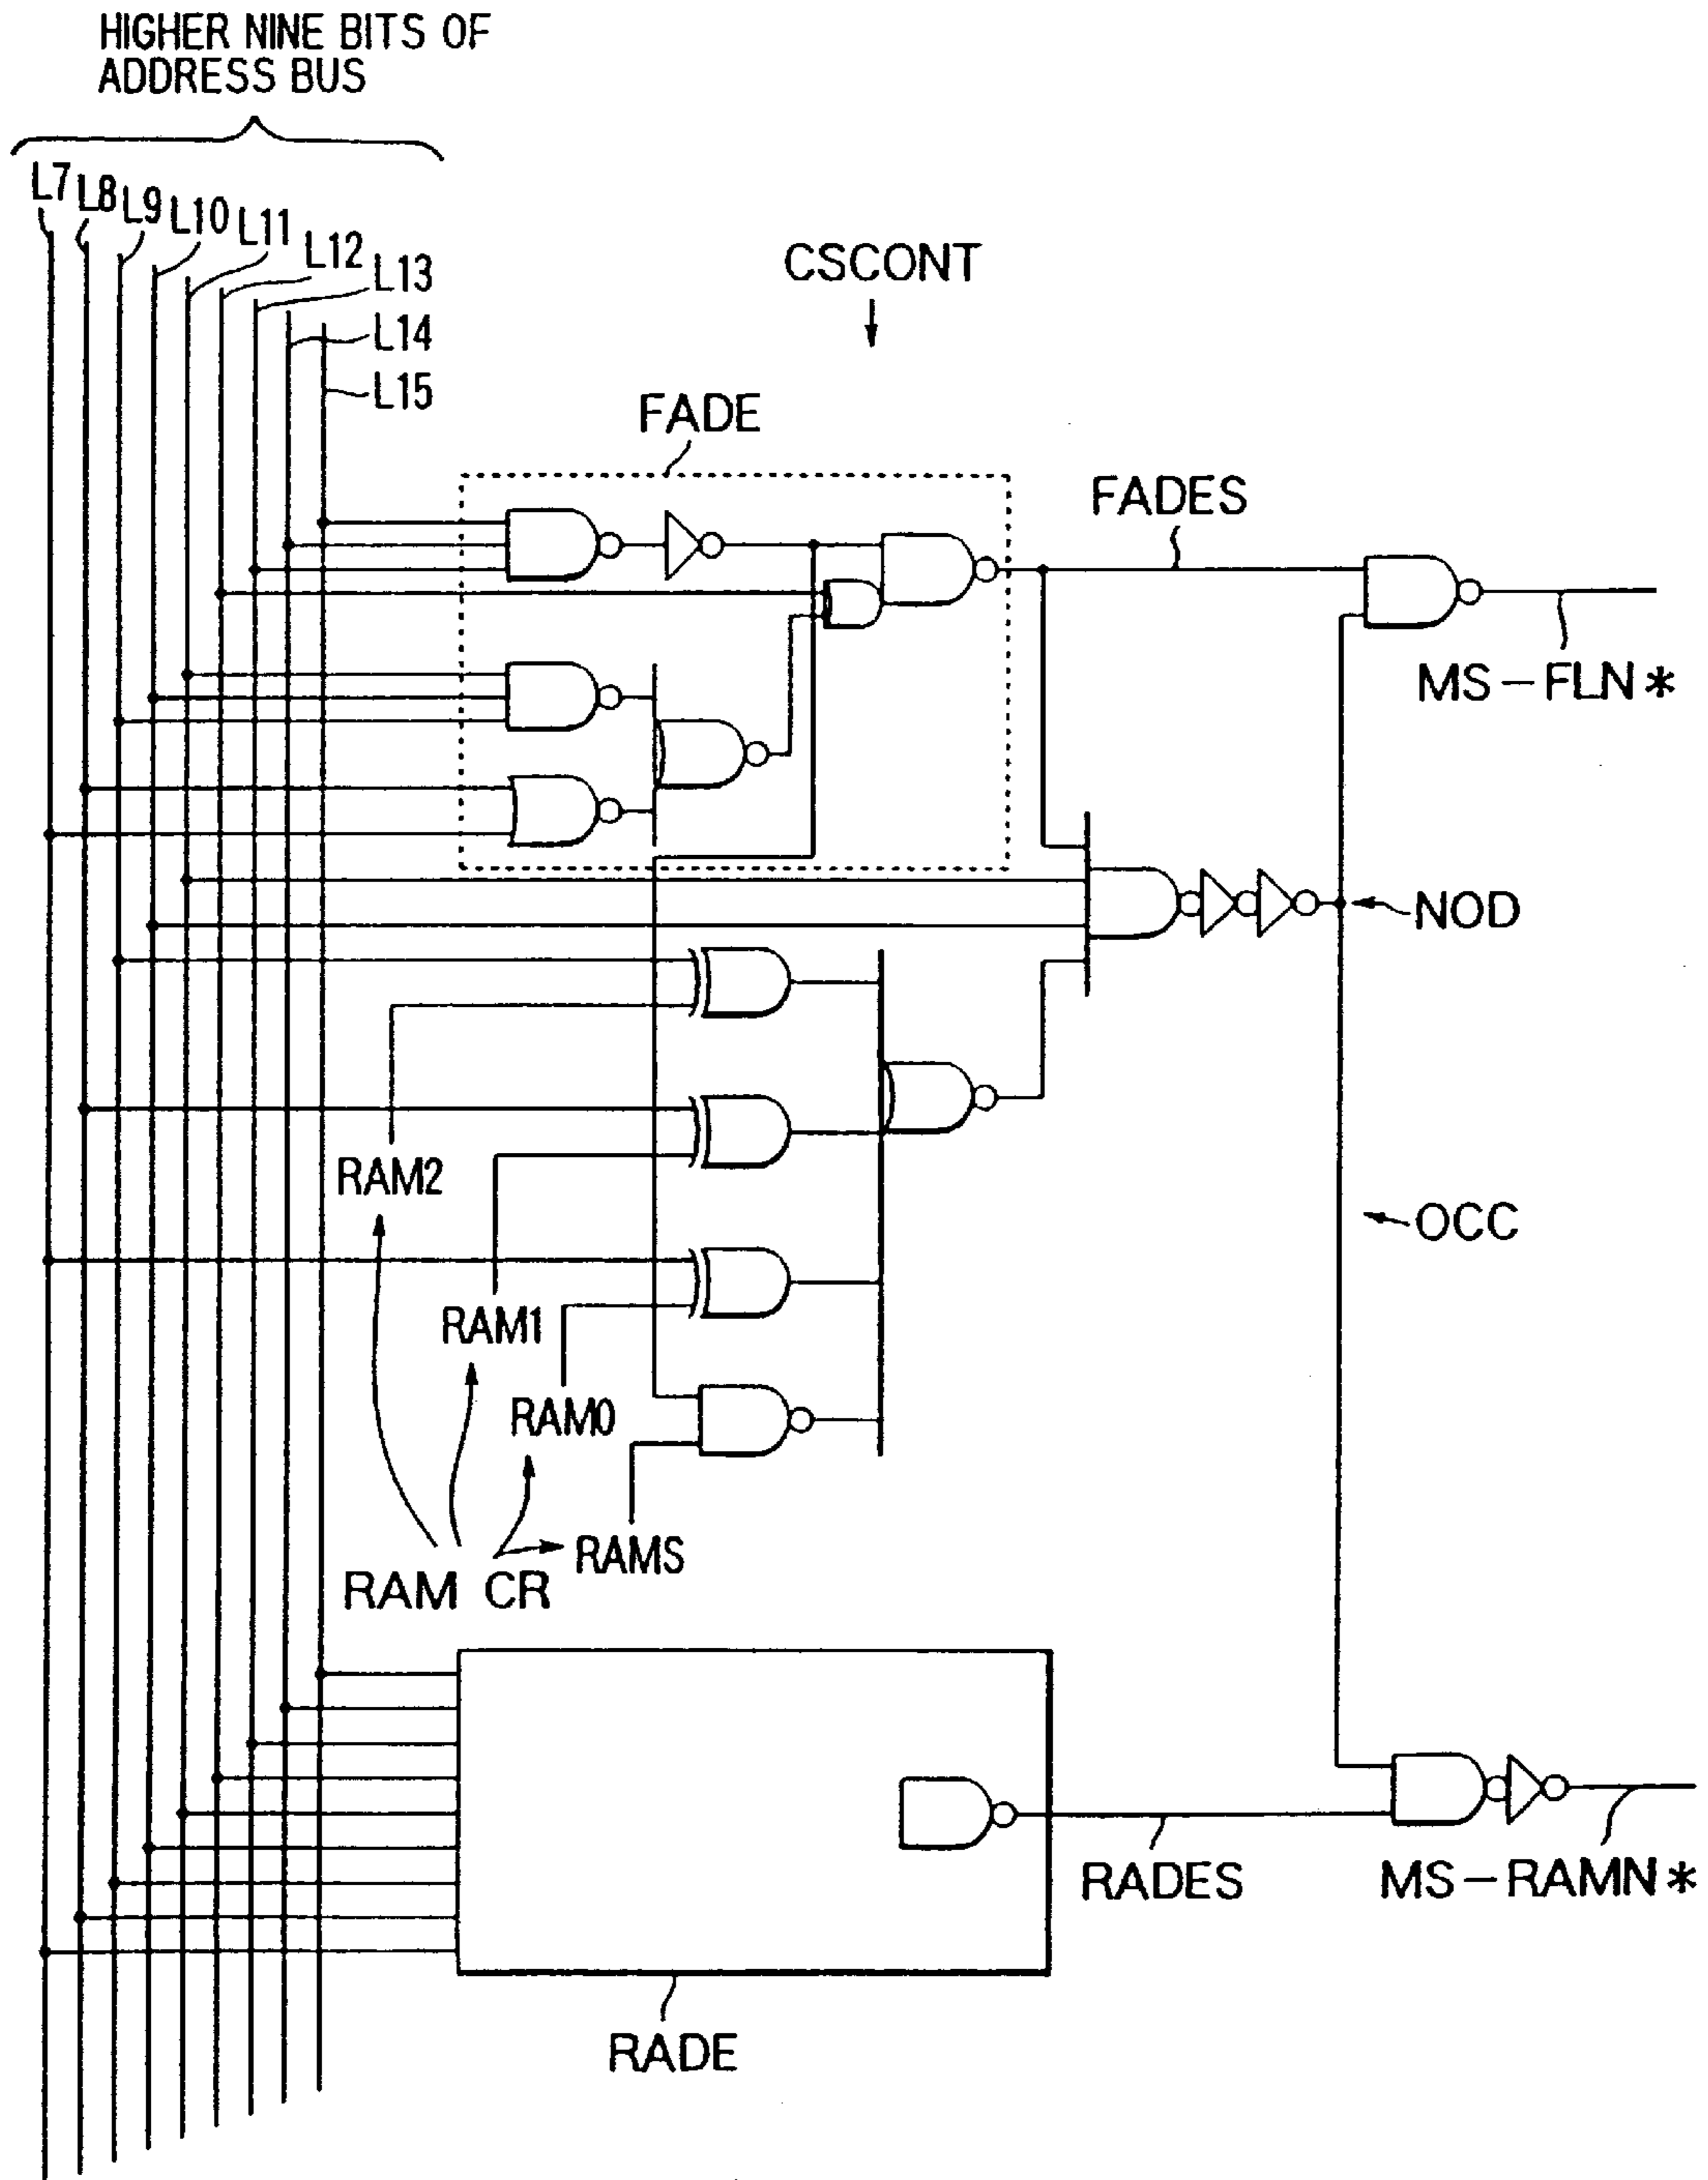 HIGHER NINE BITS OF
ADDRESS BUS
L7
L8
L9
L10
L11
L12
L13
L14
L15
CSCONT
FADE
FADES
MS-FLN*
NOD
RAM2
OCC
RAM1
RAM0
RAMS
RAM CR
RADES
MS-RAMN*
RADE